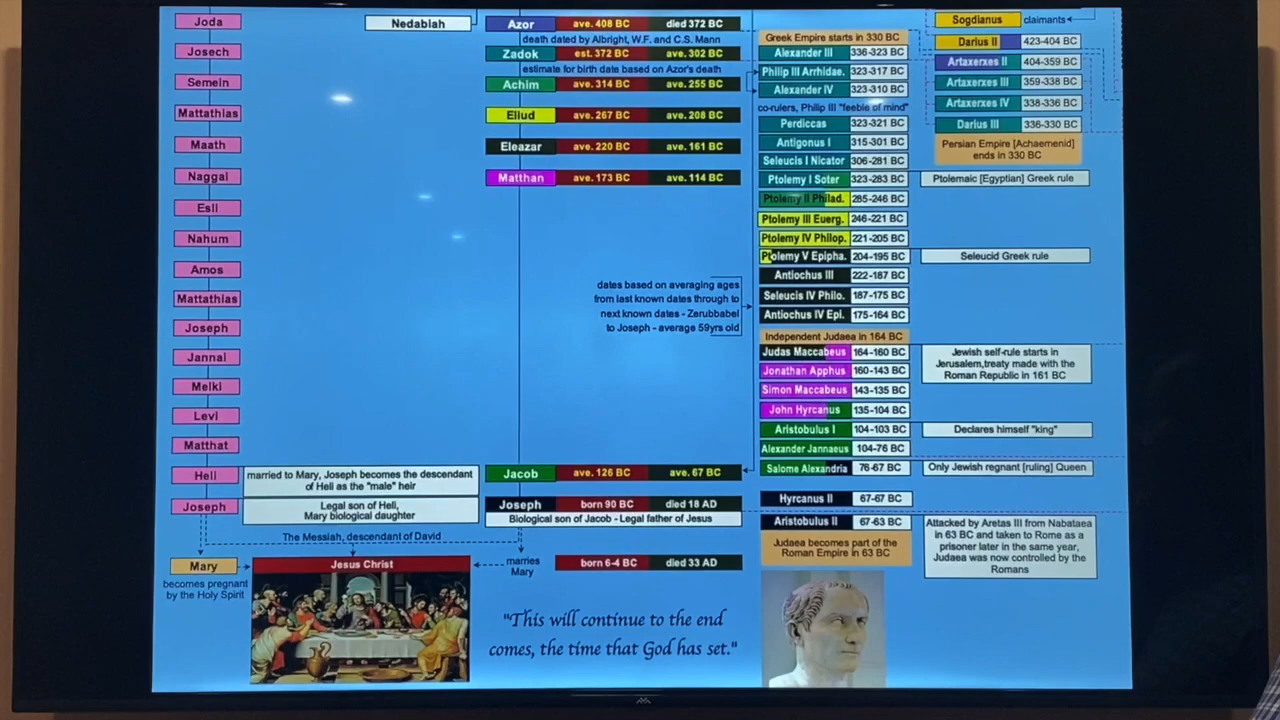 Joda
Nedabiah
Azor ave. 408 BC died 372 BC
death dated by Albright, W.F. and C.S. Mann
Josech
Zadok est. 372 BC ave. 302 BC
estimate for birth date based on Azor's death
Semein
Achim ave. 314 BC ave. 255 BC
Mattathias
Eliud ave. 267 BC ave. 208 BC
Maath
Eleazar ave. 220 BC ave. 161 BC
Naggai
Matthan ave. 173 BC ave. 114 BC
Esli
Nahum
Amos
Mattathias
Joseph
Jannai
Melki
Levi
Matthat
dates based on averaging ages
from last known dates through to
next known dates - Zerubbabel
to Joseph - average 59yrs old
Heli
married to Mary, Joseph becomes the descendant
of Heli as the "male" heir
Jacob ave. 126 BC ave. 67 BC
Joseph
Legal son of Heli,
Mary biological daughter
Joseph born 90 BC died 18 AD
Biological son of Jacob - Legal father of Jesus
The Messiah, descendant of David
Mary
becomes pregnant
by the Holy Spirit
Jesus Christ
marries
Mary
born 6-4 BC died 33 AD
"This will continue to the end
comes, the time that God has set."
Greek Empire starts in 330 BC
Alexander III 336-323 BC
Philip III Arrhidae. 323-317 BC
Alexander IV 323-310 BC
co-rulers, Philip III "feeble of mind"
Perdiccas 323-321 BC
Antigonus I 315-301 BC
Seleucis I Nicator 306-281 BC
Ptolemy I Soter 323-283 BC
Ptolemaic [Egyptian] Greek rule
Ptolemy II Philad. 285-246 BC
Ptolemy III Euerg. 246-221 BC
Ptolemy IV Philop. 221-205 BC
Ptolemy V Epipha. 204-195 BC
Seleucid Greek rule
Antiochus III 222-187 BC
Seleucis IV Philo. 187-175 BC
Antiochus IV Epi. 175-164 BC
Independent Judaea in 164 BC
Judas Maccabeus 164-160 BC
Jonathan Apphus 160-143 BC
Simon Maccabeus 143-135 BC
Jewish self-rule starts in
Jerusalem,treaty made with the
Roman Republic in 161 BC
John Hyrcanus 135-104 BC
Aristobulus I 104-103 BC
Declares himself "king"
Alexander Jannaeus 104-76 BC
Salome Alexandria 76-67 BC
Only Jewish regnant [ruling] Queen
Hyrcanus II 67-67 BC
Aristobulus II 67-63 BC
Judaea becomes part of the
Roman Empire in 63 BC
Attacked by Aretas III from Nabataea
in 63 BC and taken to Rome as a
prisoner later in the same year,
Judaea was now controlled by the
Romans
Sogdianus claimants
Darius II 423-404 BC
Artaxerxes II 404-359 BC
Artaxerxes III 359-338 BC
Artaxerxes IV 338-336 BC
Darius III 336-330 BC
Persian Empire [Achaemenid]
ends in 330 BC